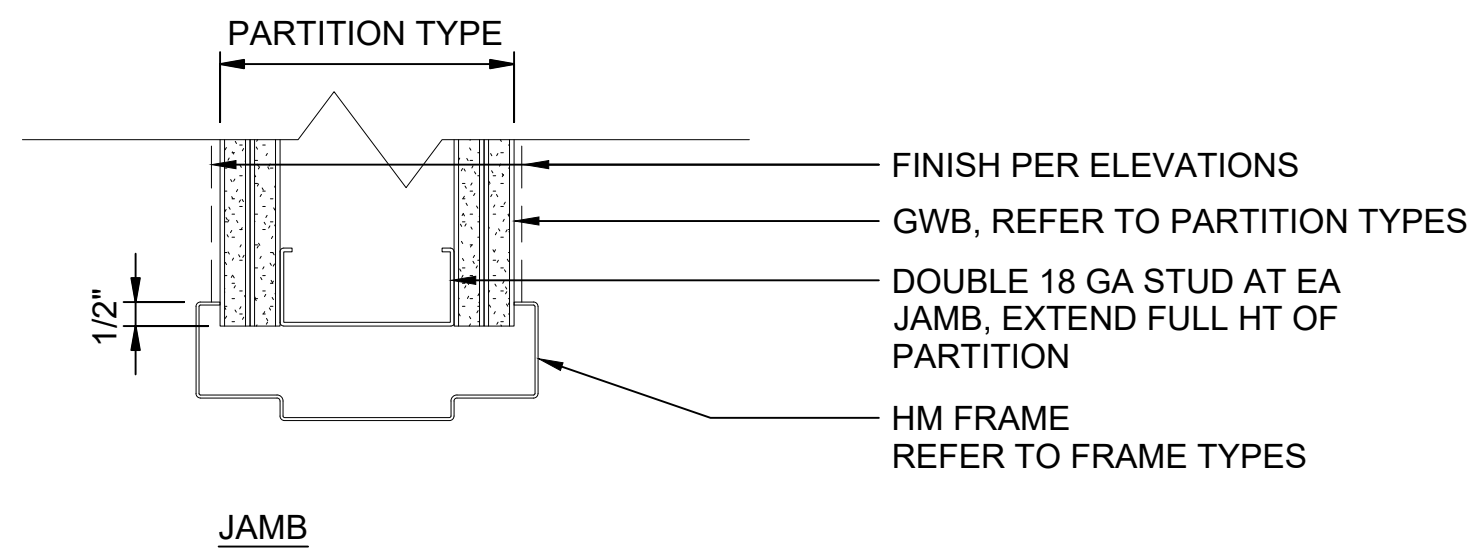 PARTITION TYPE
FINISH PER ELEVATIONS
GWB, REFER TO PARTITION TYPES
DOUBLE 18 GA STUD AT EA
JAMB, EXTEND FULL HT OF
PARTITION
1/2"
HM FRAME
REFER TO FRAME TYPES
JAMB